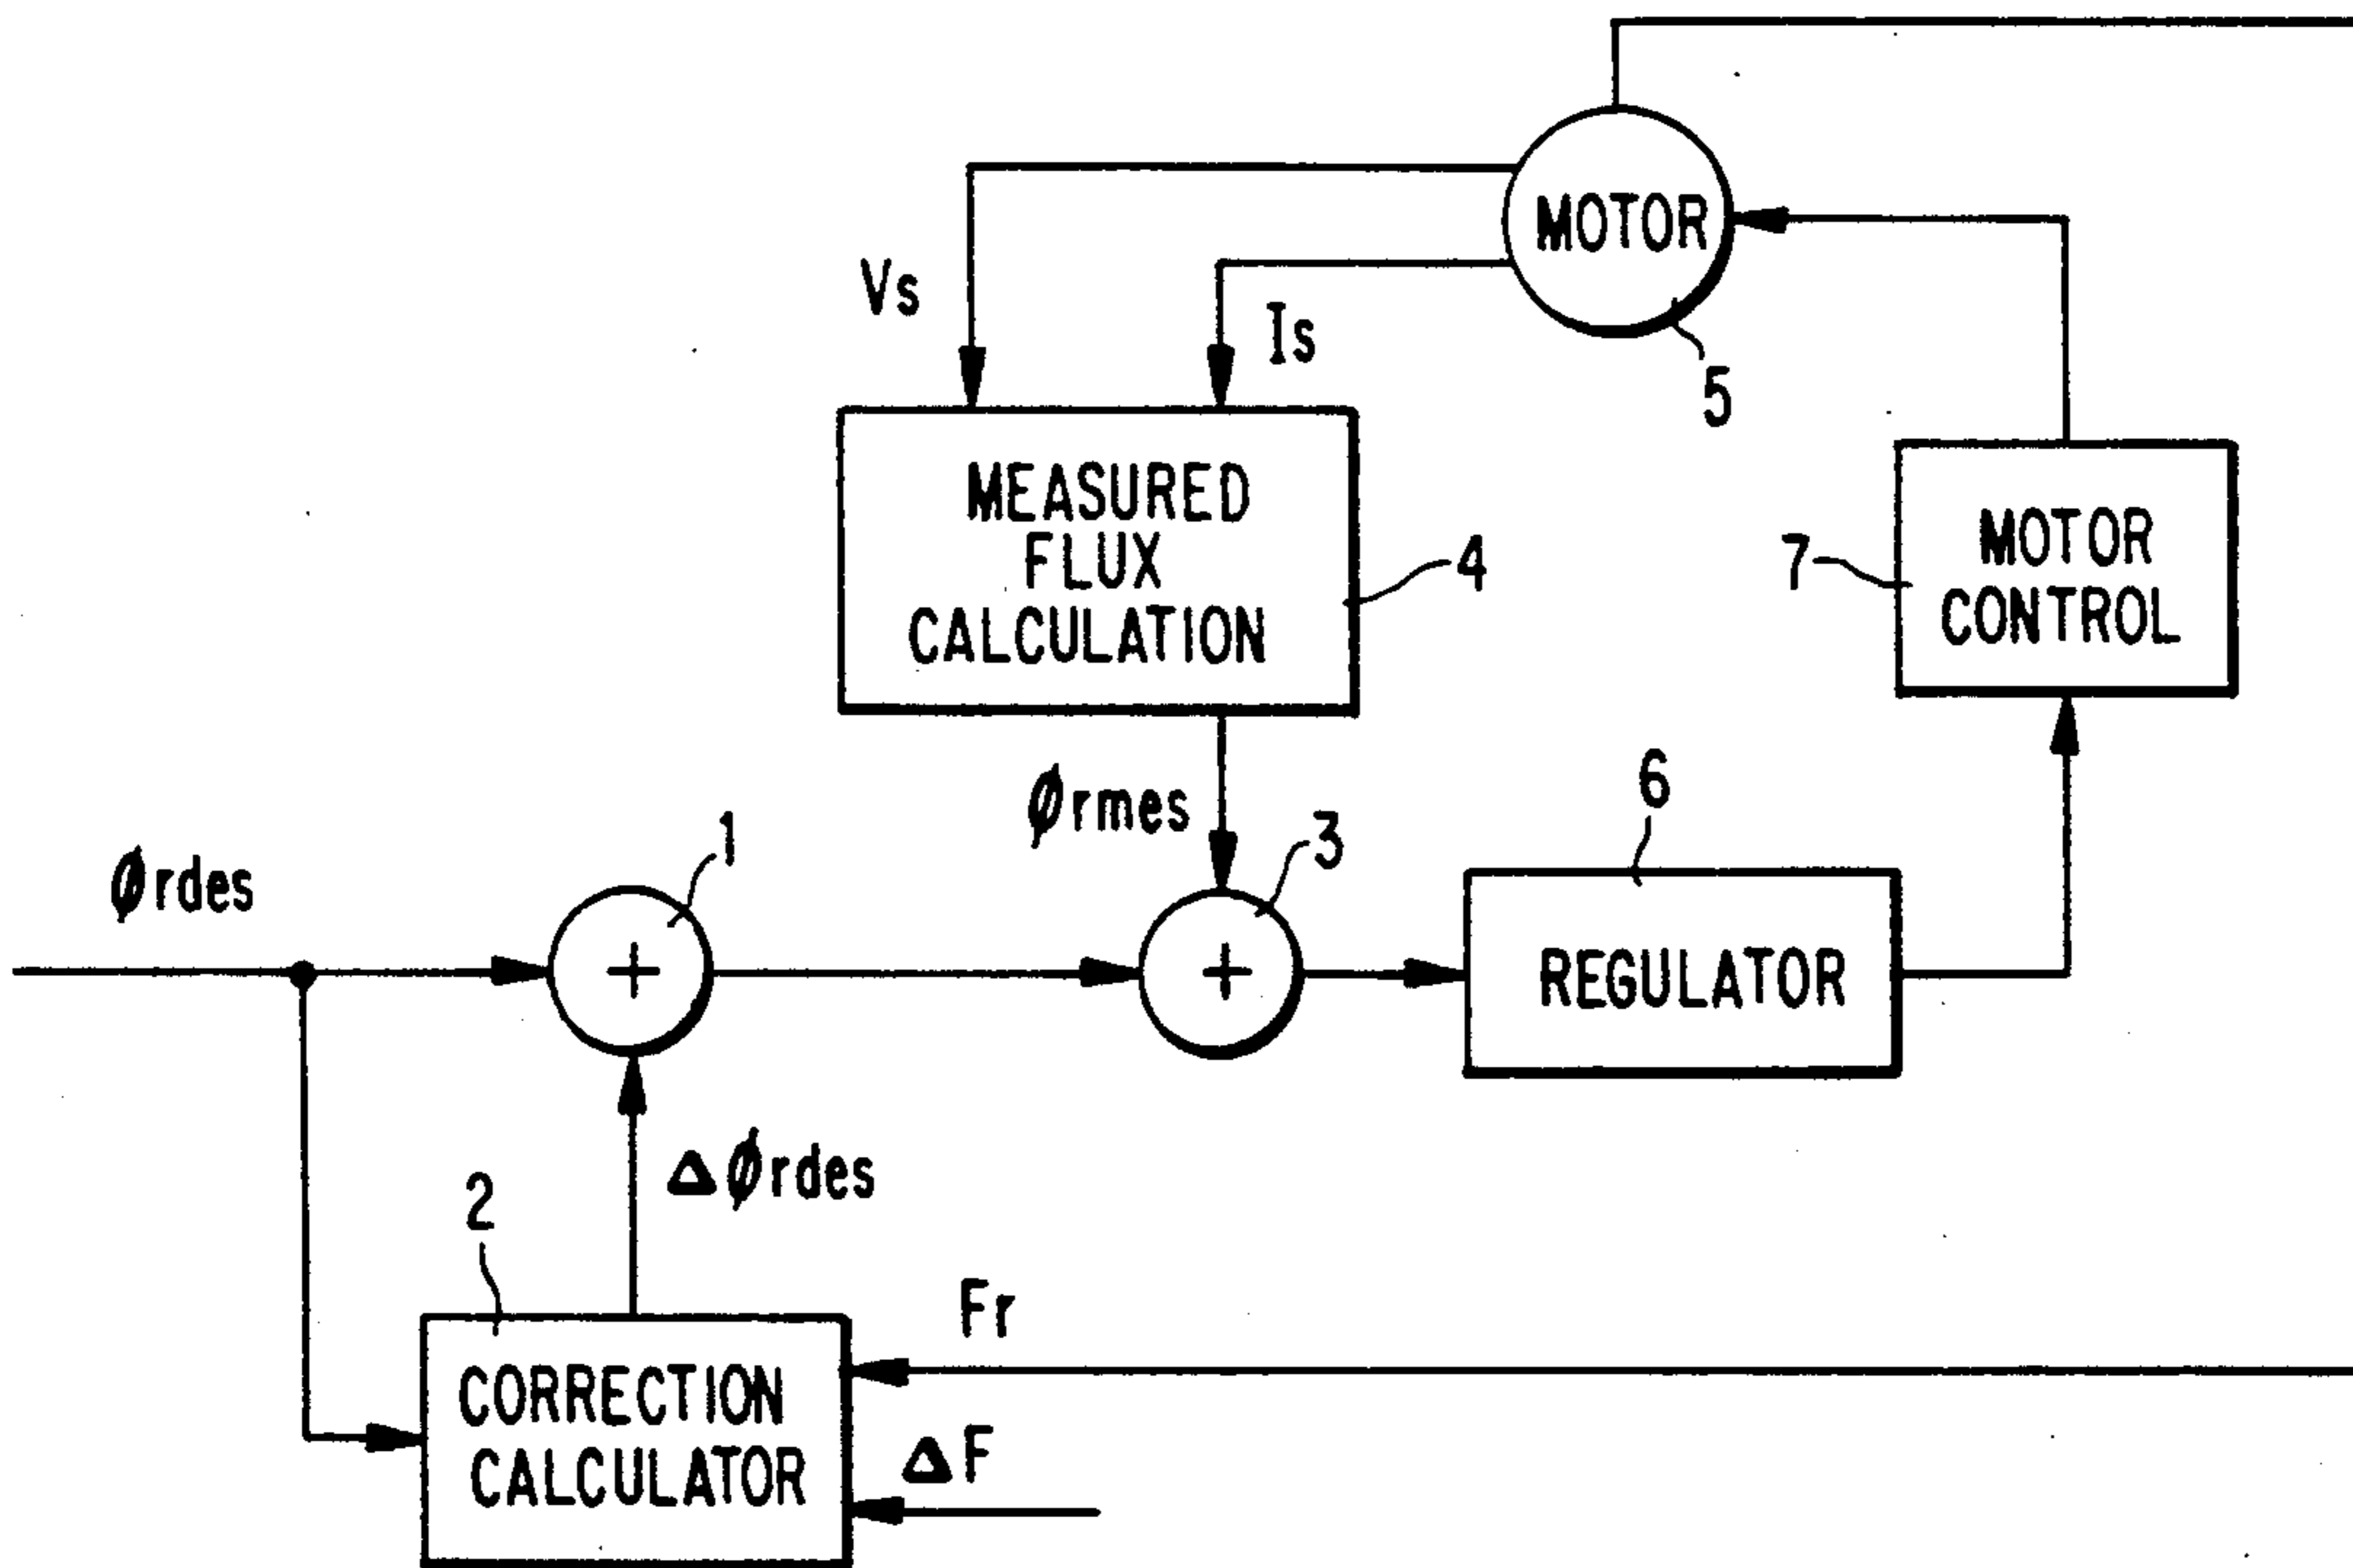 MOTOR
Vs
Is
5
MEASURED
FLUX
CALCULATION
4
7
MOTOR
CONTROL
Ørmes
6
1
3
Ørdes
+
+
REGULATOR
ΔØrdes
2
Fr
CORRECTION
CALCULATOR
ΔF